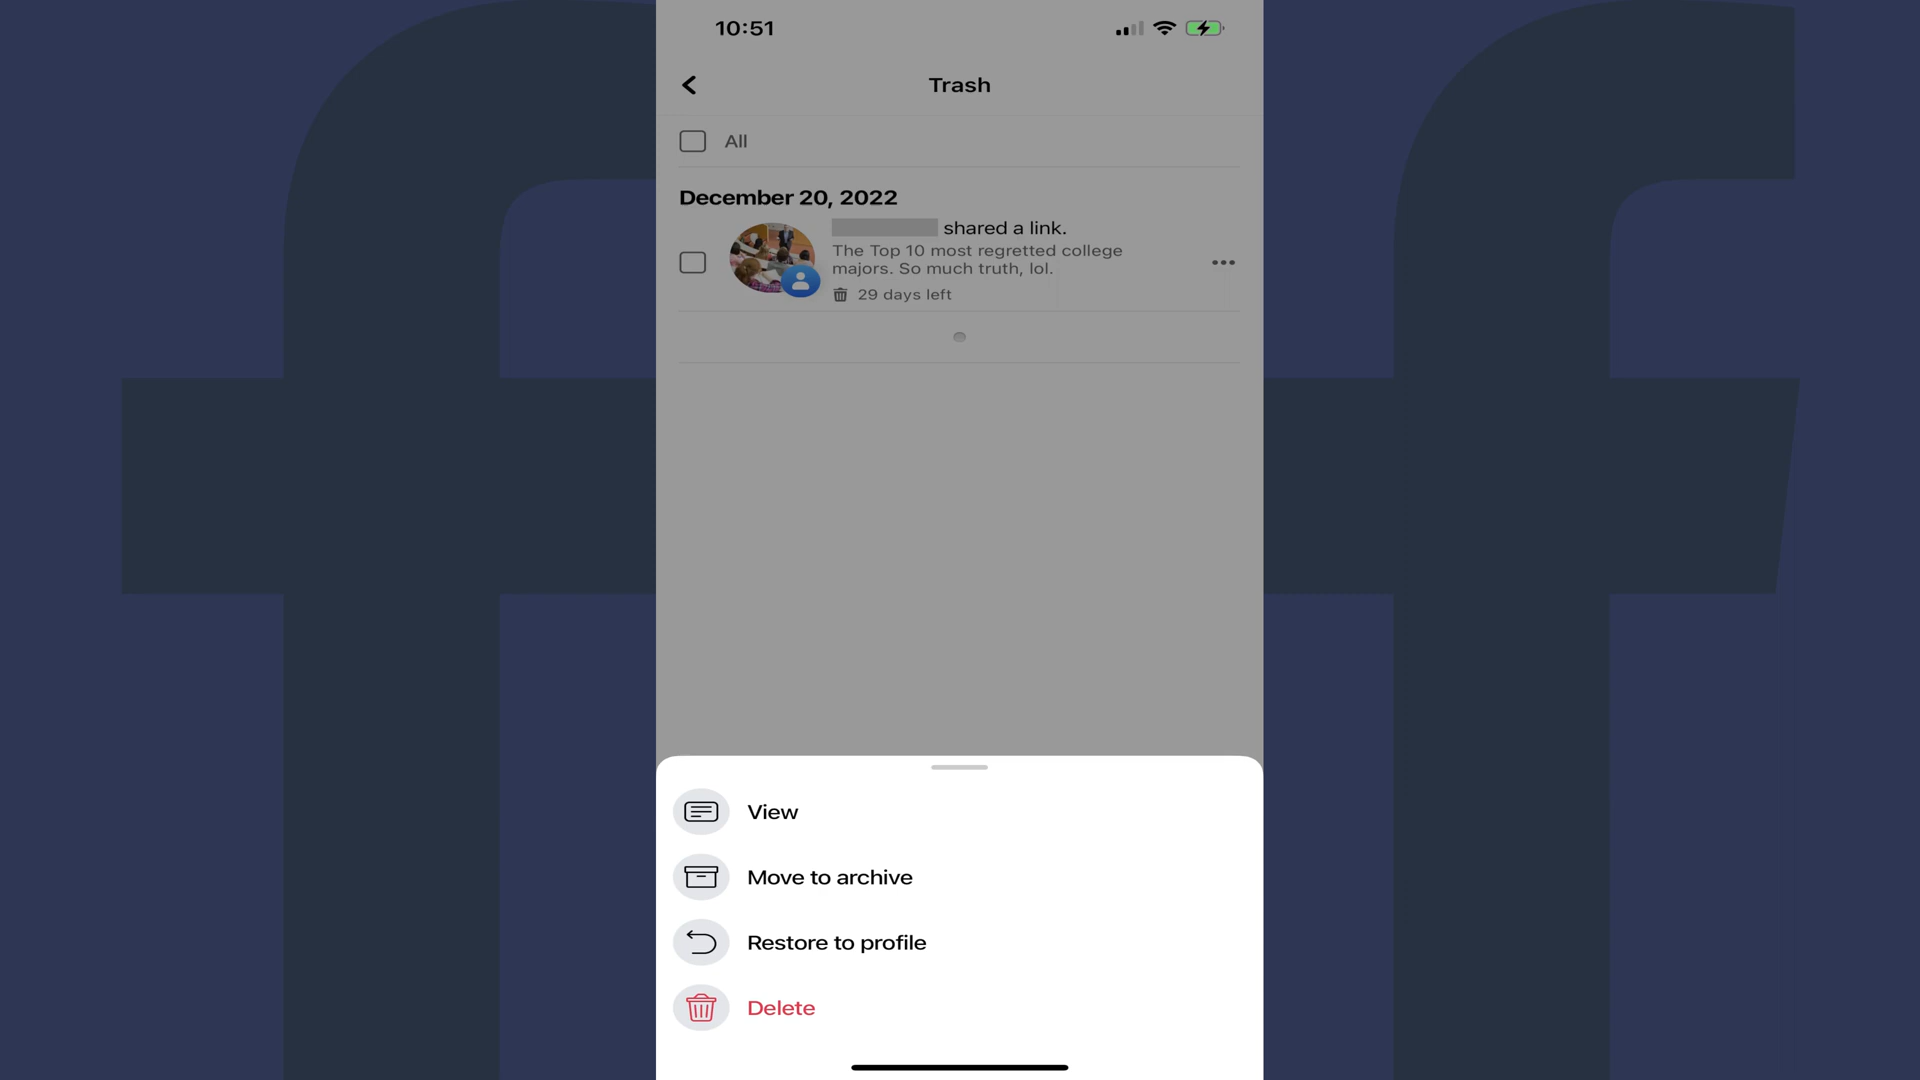 10:51
Trash
All
December 20, 2022
shared a link.
The Top 10 most regretted college
majors. So much truth, lol.
29 days left
View
Move to archive
Restore to profile
Delete